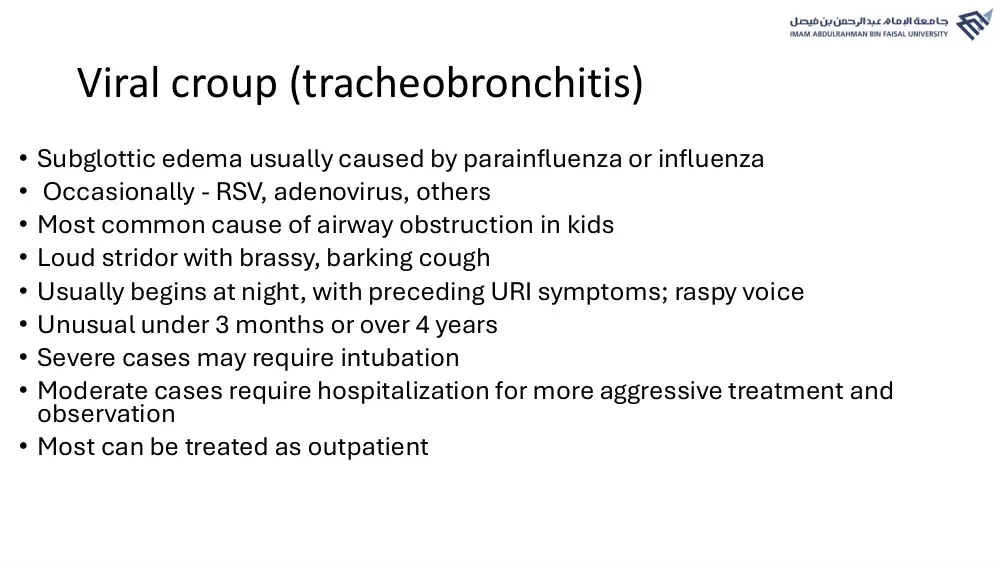 جامعة الإمام عبدالرحمن بن فيصل
IMAM ABDULRAHMAN BIN FAISAL UNIVERSITY
Viral croup (tracheobronchitis)
• Subglottic edema usually caused by parainfluenza or influenza
• Occasionally - RSV, adenovirus, others
• Most common cause of airway obstruction in kids
• Loud stridor with brassy, barking cough
• Usually begins at night, with preceding URI symptoms; raspy voice
• Unusual under 3 months or over 4 years
• Severe cases may require intubation
• Moderate cases require hospitalization for more aggressive treatment and
observation
• Most can be treated as outpatient